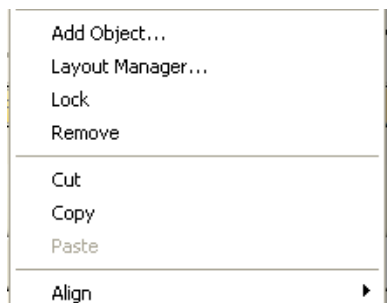 Add Object...
Layout Manager...
Lock
Remove
Cut
Copy
Paste
Align